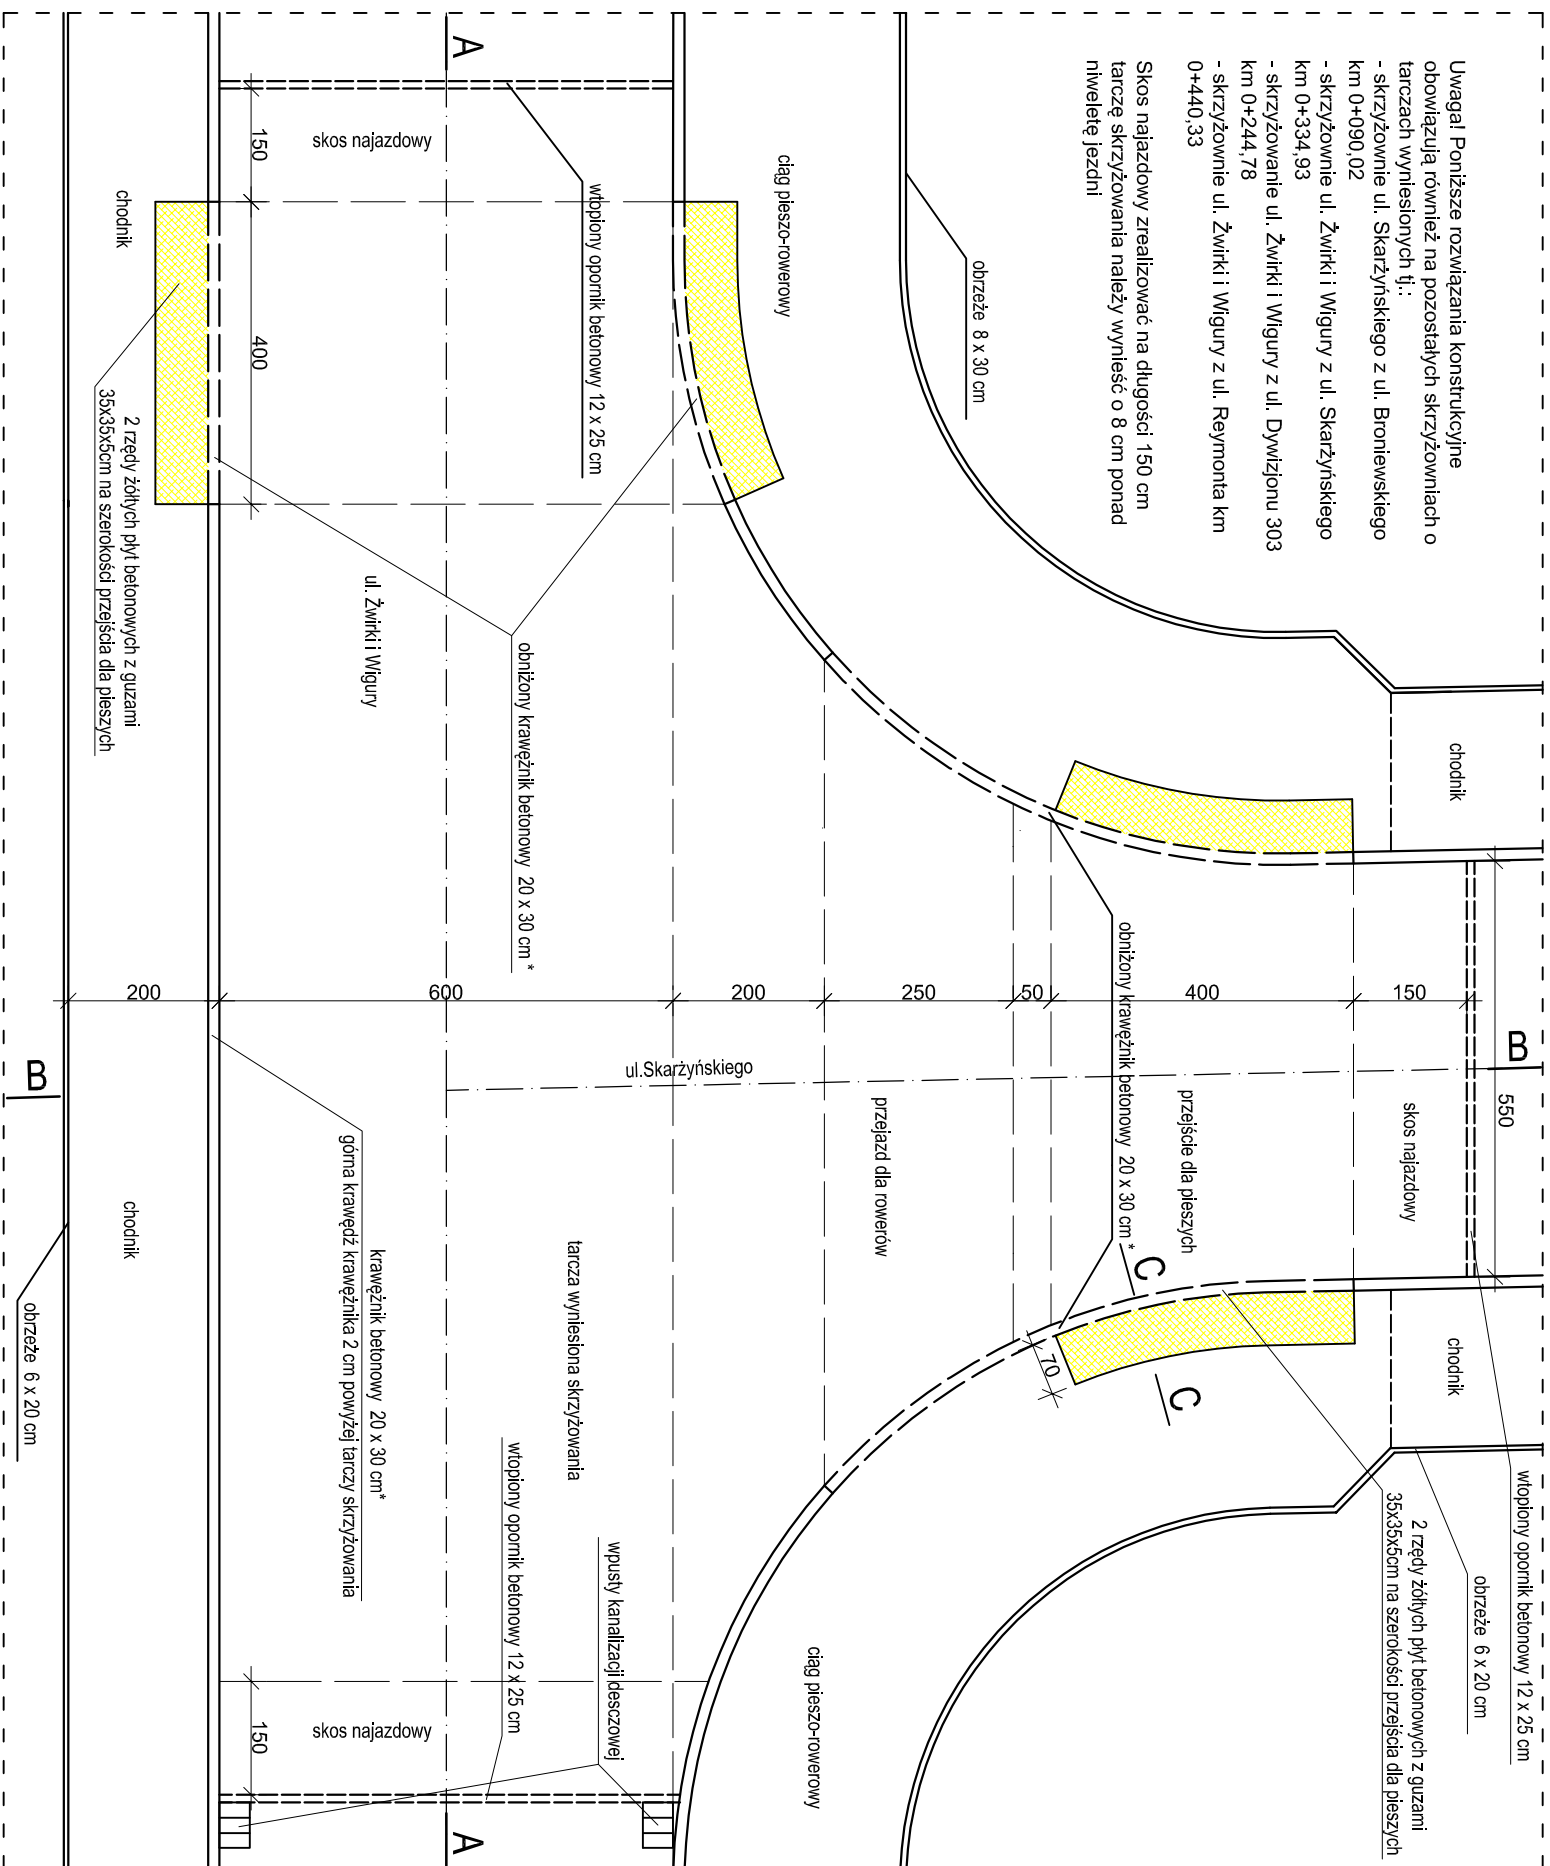 Uwaga! Poniższe rozwiązania konstrukcyjne
obowiązują również na pozostałych skrzyżowniach o
tarczach wyniesionych tj.:
- skrzyżownie ul. Skarżyńskiego z ul. Broniewskiego
km 0+090,02
- skrzyżownie ul. Żwirki i Wigury z ul. Skarżyńskiego
km 0+334,93
- skrzyżowanie ul. Żwirki i Wigury z ul. Dywizjonu 303
km 0+244,78
- skrzyżownie ul. Żwirki i Wigury z ul. Reymonta km
0+440,33
Skos najazdowy zrealizować na długości 150 cm
tarczę skrzyżowania należy wynieść o 8 cm ponad
niweletę jezdni
obrzeże 8 x 30 cm
ciąg pieszo-rowerowy
chodnik
B
550
wtopiony opornik betonowy 12 x 25 cm
obrzeże 6 x 20 cm
2 rzędy żółtych płyt betonowych z guzami
35x35x5cm na szerokości przejścia dla pieszych
chodnik
skos najazdowy
150
przejście dla pieszych
400
C
C
70
obniżony krawężnik betonowy 20 x 30 cm *
50
250
przejazd dla rowerów
200
ul.Skarżyńskiego
ciąg pieszo-rowerowy
A
skos najazdowy
150
wtopiony opornik betonowy 12 x 25 cm
400
obniżony krawężnik betonowy 20 x 30 cm *
ul. Żwirki i Wigury
600
tarcza wyniesiona skrzyżowania
wpusty kanalizacji desczowej
wtopiony opornik betonowy 12 x 25 cm
skos najazdowy
150
A
krawężnik betonowy 20 x 30 cm*
górna krawędź krawężnika 2 cm powyżej tarczy skrzyżowania
chodnik
2 rzędy żółtych płyt betonowych z guzami
35x35x5cm na szerokości przejścia dla pieszych
200
chodnik
B
obrzeże 6 x 20 cm